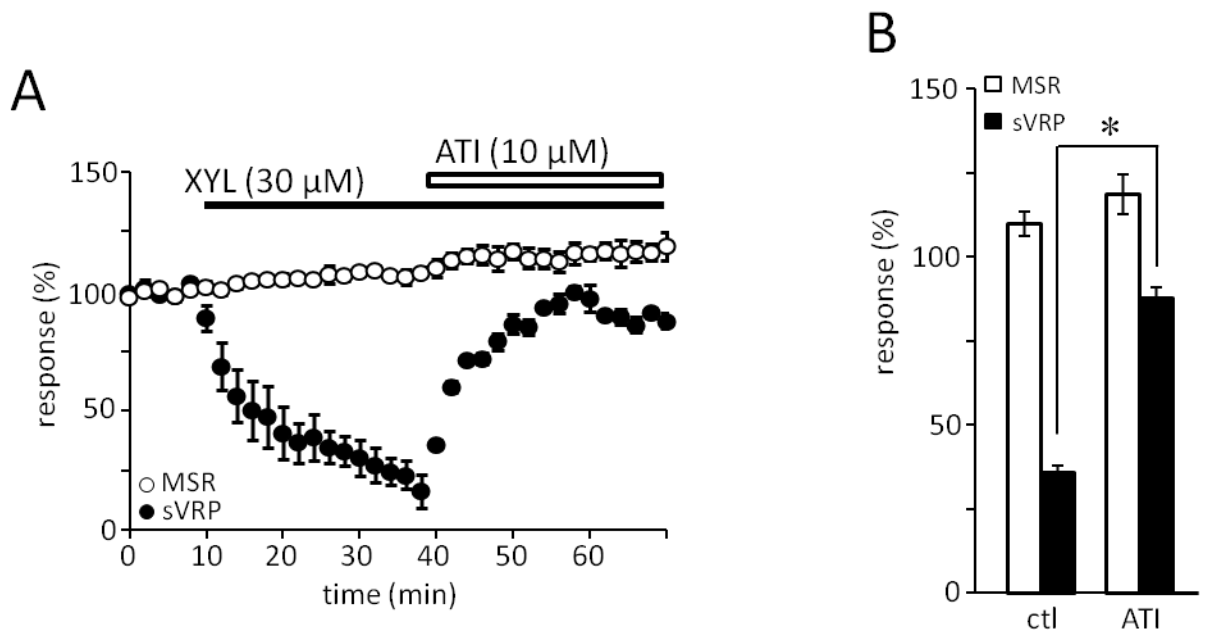 A
XYL (30 µM)
ATI (10 µM)
150
100
50
0
response (%)
MSR
sVRP
0 10 20 30 40 50 60
time (min)
B
MSR
sVRP
*
150
100
50
0
response (%)
ctl ATI